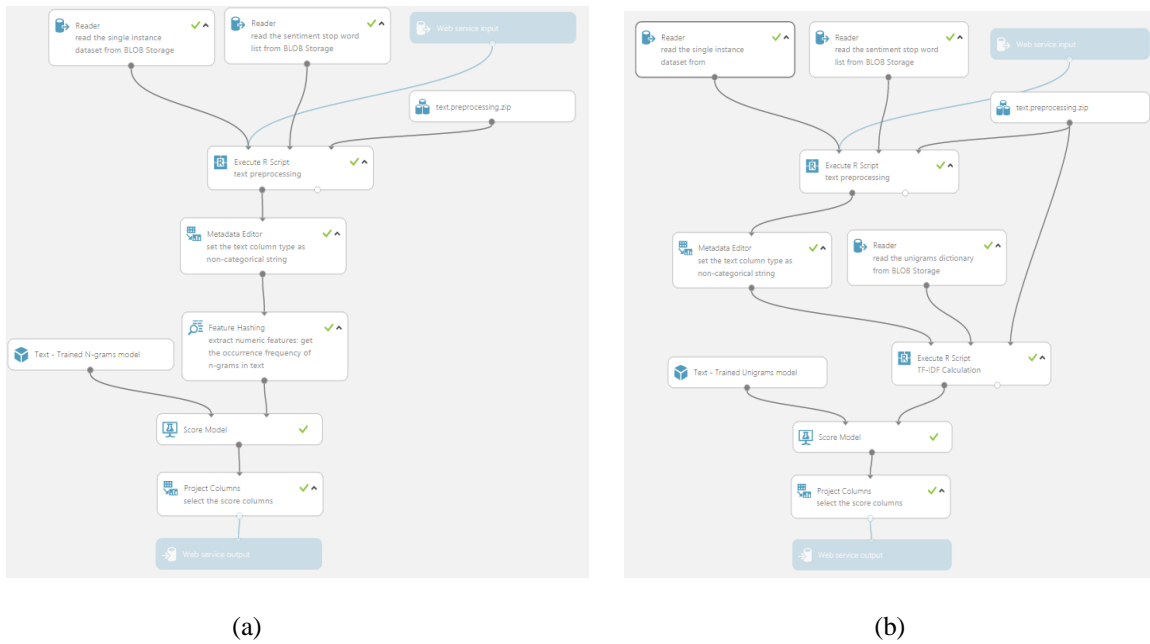 Reader
read the single instance
dataset from BLOB Storage
Reader
read the sentiment stop word
list from BLOB Storage
Web service input
text.preprocessing.zip
Execute R Script
text preprocessing
Metadata Editor
set the text column type as
non-categorical string
Feature Hashing
extract numeric features: get
the occurrence frequency of
n-grams in text
Text - Trained N-grams model
Score Model
Project Columns
select the score columns
Web service output
(a)
Reader
read the single instance
dataset from
Reader
read the sentiment stop word
list from BLOB Storage
Web service input
text.preprocessing.zip
Execute R Script
text preprocessing
Metadata Editor
set the text column type as
non-categorical string
Reader
read the unigrams dictionary
from BLOB Storage
Execute R Script
TF-IDF Calculation
Text - Trained Unigrams model
Score Model
Project Columns
select the score columns
Web service output
(b)